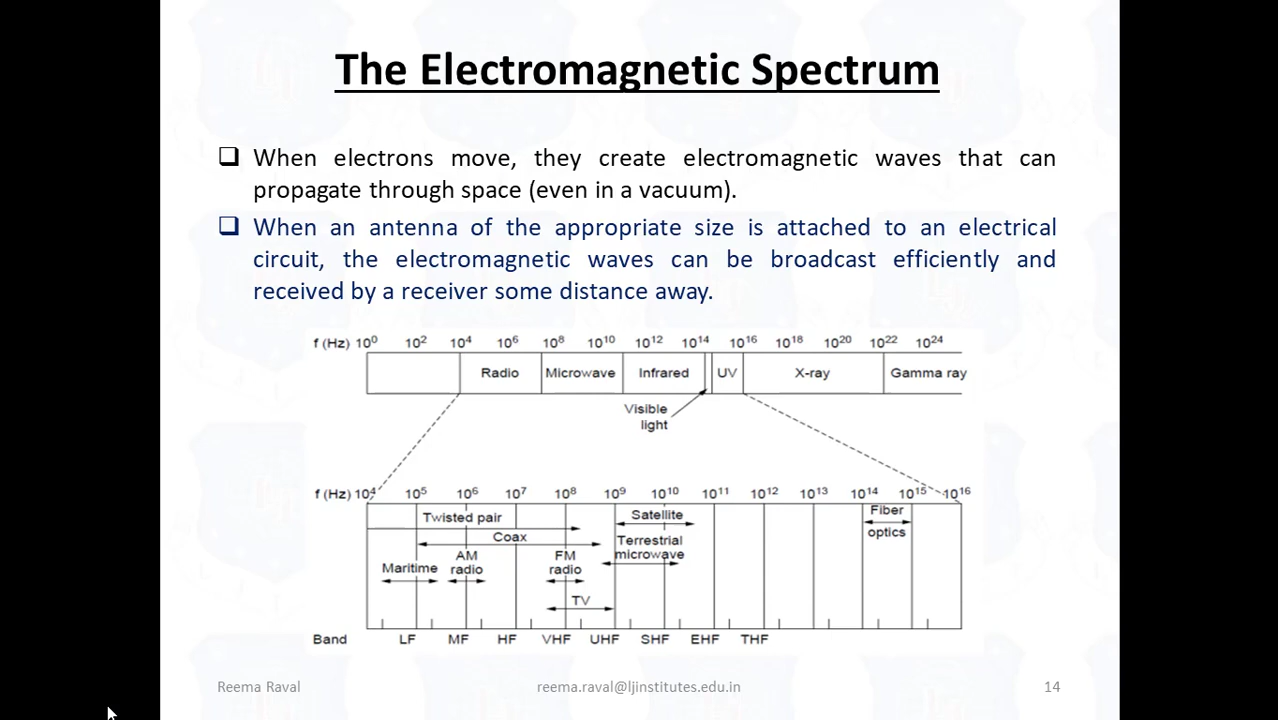 The Electromagnetic Spectrum
When electrons move, they create electromagnetic waves that can
propagate through space (even in a vacuum).
When an antenna of the appropriate size is attached to an electrical
circuit, the electromagnetic waves can be broadcast efficiently and
received by a receiver some distance away.
f (Hz) 10⁰ 10² 10⁴ 10⁶ 10⁸ 10¹⁰ 10¹² 10¹⁴ 10¹⁶ 10¹⁸ 10²⁰ 10²² 10²⁴
Radio Microwave Infrared UV X-ray Gamma ray
Visible
light
f (Hz) 10⁴ 10⁵ 10⁶ 10⁷ 10⁸ 10⁹ 10¹⁰ 10¹¹ 10¹² 10¹³ 10¹⁴ 10¹⁵ 10¹⁶
Twisted pair
Satellite
Fiber
optics
Coax
Terrestrial
microwave
AM
radio
FM
radio
Maritime
TV
Band LF MF HF VHF UHF SHF EHF THF
Reema Raval reema.raval@ljinstitutes.edu.in 14